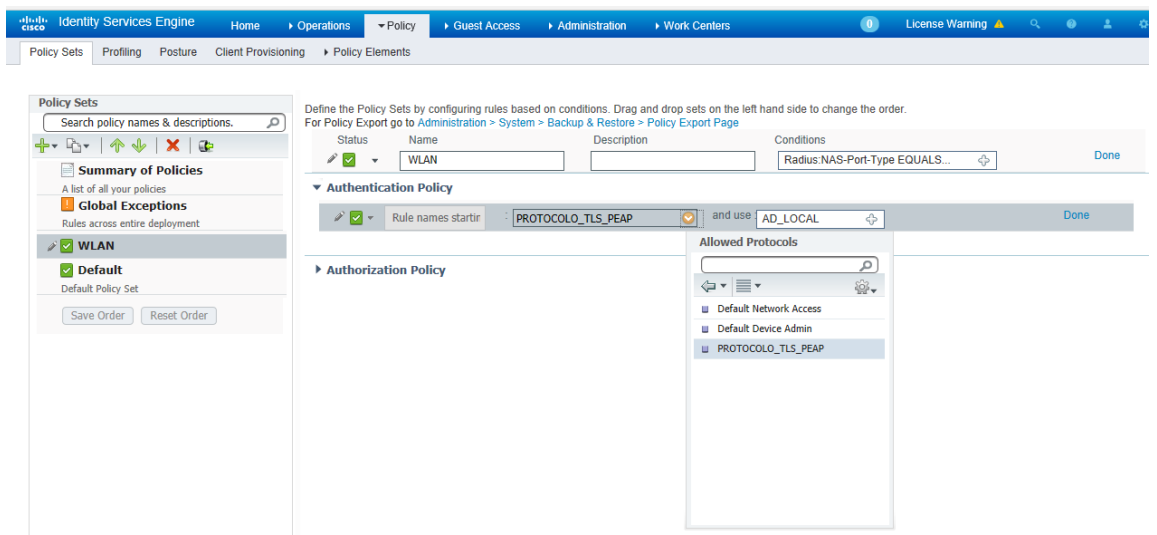 cisco Identity Services Engine Home Operations Policy Guest Access Administration Work Centers 0 License Warning
Policy Sets Profiling Posture Client Provisioning Policy Elements
Policy Sets
Search policy names & descriptions.
Summary of Policies
A list of all your policies
Global Exceptions
Rules across entire deployment
WLAN
Default
Default Policy Set
Save Order Reset Order
Define the Policy Sets by configuring rules based on conditions. Drag and drop sets on the left hand side to change the order.
For Policy Export go to Administration > System > Backup & Restore > Policy Export Page
Status Name Description Conditions
WLAN Radius:NAS-Port-Type EQUALS... Done
Authentication Policy
Rule names startin : PROTOCOLO_TLS_PEAP and use : AD_LOCAL Done
Allowed Protocols
Default Network Access
Default Device Admin
PROTOCOLO_TLS_PEAP
Authorization Policy